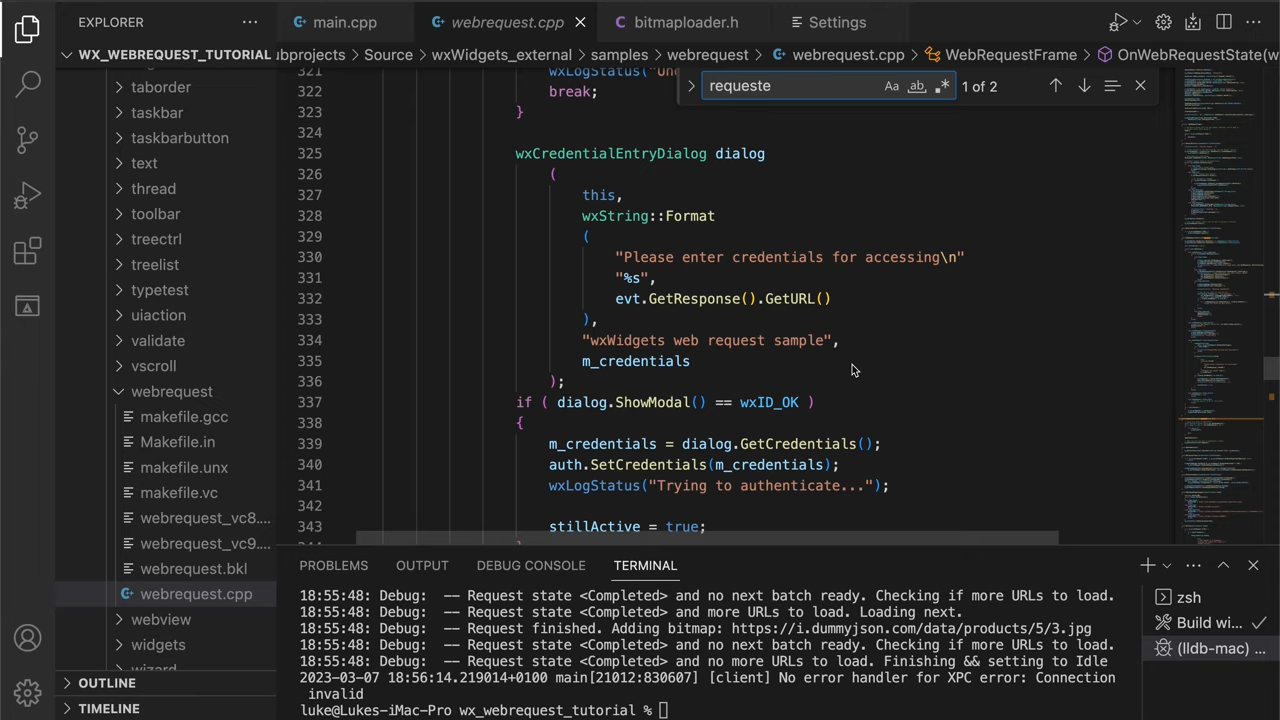 EXPLORER
main.cpp
webrequest.cpp
bitmaploader.h
Settings
WX_WEBREQUEST_TUTORIAL
ubprojects > Source > wxWidgets_external > samples > webrequest > webrequest.cpp > WebRequestFrame > OnWebRequestState(w
taborder
taskbar
taskbarbutton
text
thread
toolbar
treectrl
treelist
typetest
uiaction
validate
vscroll
webrequest
makefile.gcc
Makefile.in
makefile.unx
makefile.vc
webrequest_vc8....
webrequest_vc9....
webrequest.bkl
webrequest.cpp
webview
widgets
wizard
OUTLINE
TIMELINE
requeste
Aa
ab
.*
1 of 2
321 wxLogStatus("Un
322 break;
323 }
324
325 wxCredentialEntryDialog dialog
326 (
327 this,
328 wxString::Format
329 (
330 "Please enter credentials for accessing\n"
331 "%s",
332 evt.GetResponse().GetURL()
333 ),
334 "wxWidgets web request sample",
335 m_credentials
336 );
337 if ( dialog.ShowModal() == wxID_OK )
338 {
339 m_credentials = dialog.GetCredentials();
340 auth.SetCredentials(m_credentials);
341 wxLogStatus("Trying to authenticate...");
342
343 stillActive = true;
PROBLEMS
OUTPUT
DEBUG CONSOLE
TERMINAL
18:55:48: Debug:  -- Request state <Completed> and no next batch ready. Checking if more URLs to load.
18:55:48: Debug:  -- Request state <Completed> and more URLs to load. Loading next.
18:55:48: Debug:  -- Request finished. Adding bitmap: https://i.dummyjson.com/data/products/5/3.jpg
18:55:48: Debug:  -- Request state <Completed> and no next batch ready. Checking if more URLs to load.
18:55:48: Debug:  -- Request state <Completed> and no more URLs to load. Finishing && setting to Idle
2023-03-07 18:56:14.219014+0100 main[21012:830607] [client] No error handler for XPC error: Connection
invalid
luke@Lukes-iMac-Pro wx_webrequest_tutorial %
zsh
Build wi...
(lldb-mac) ...